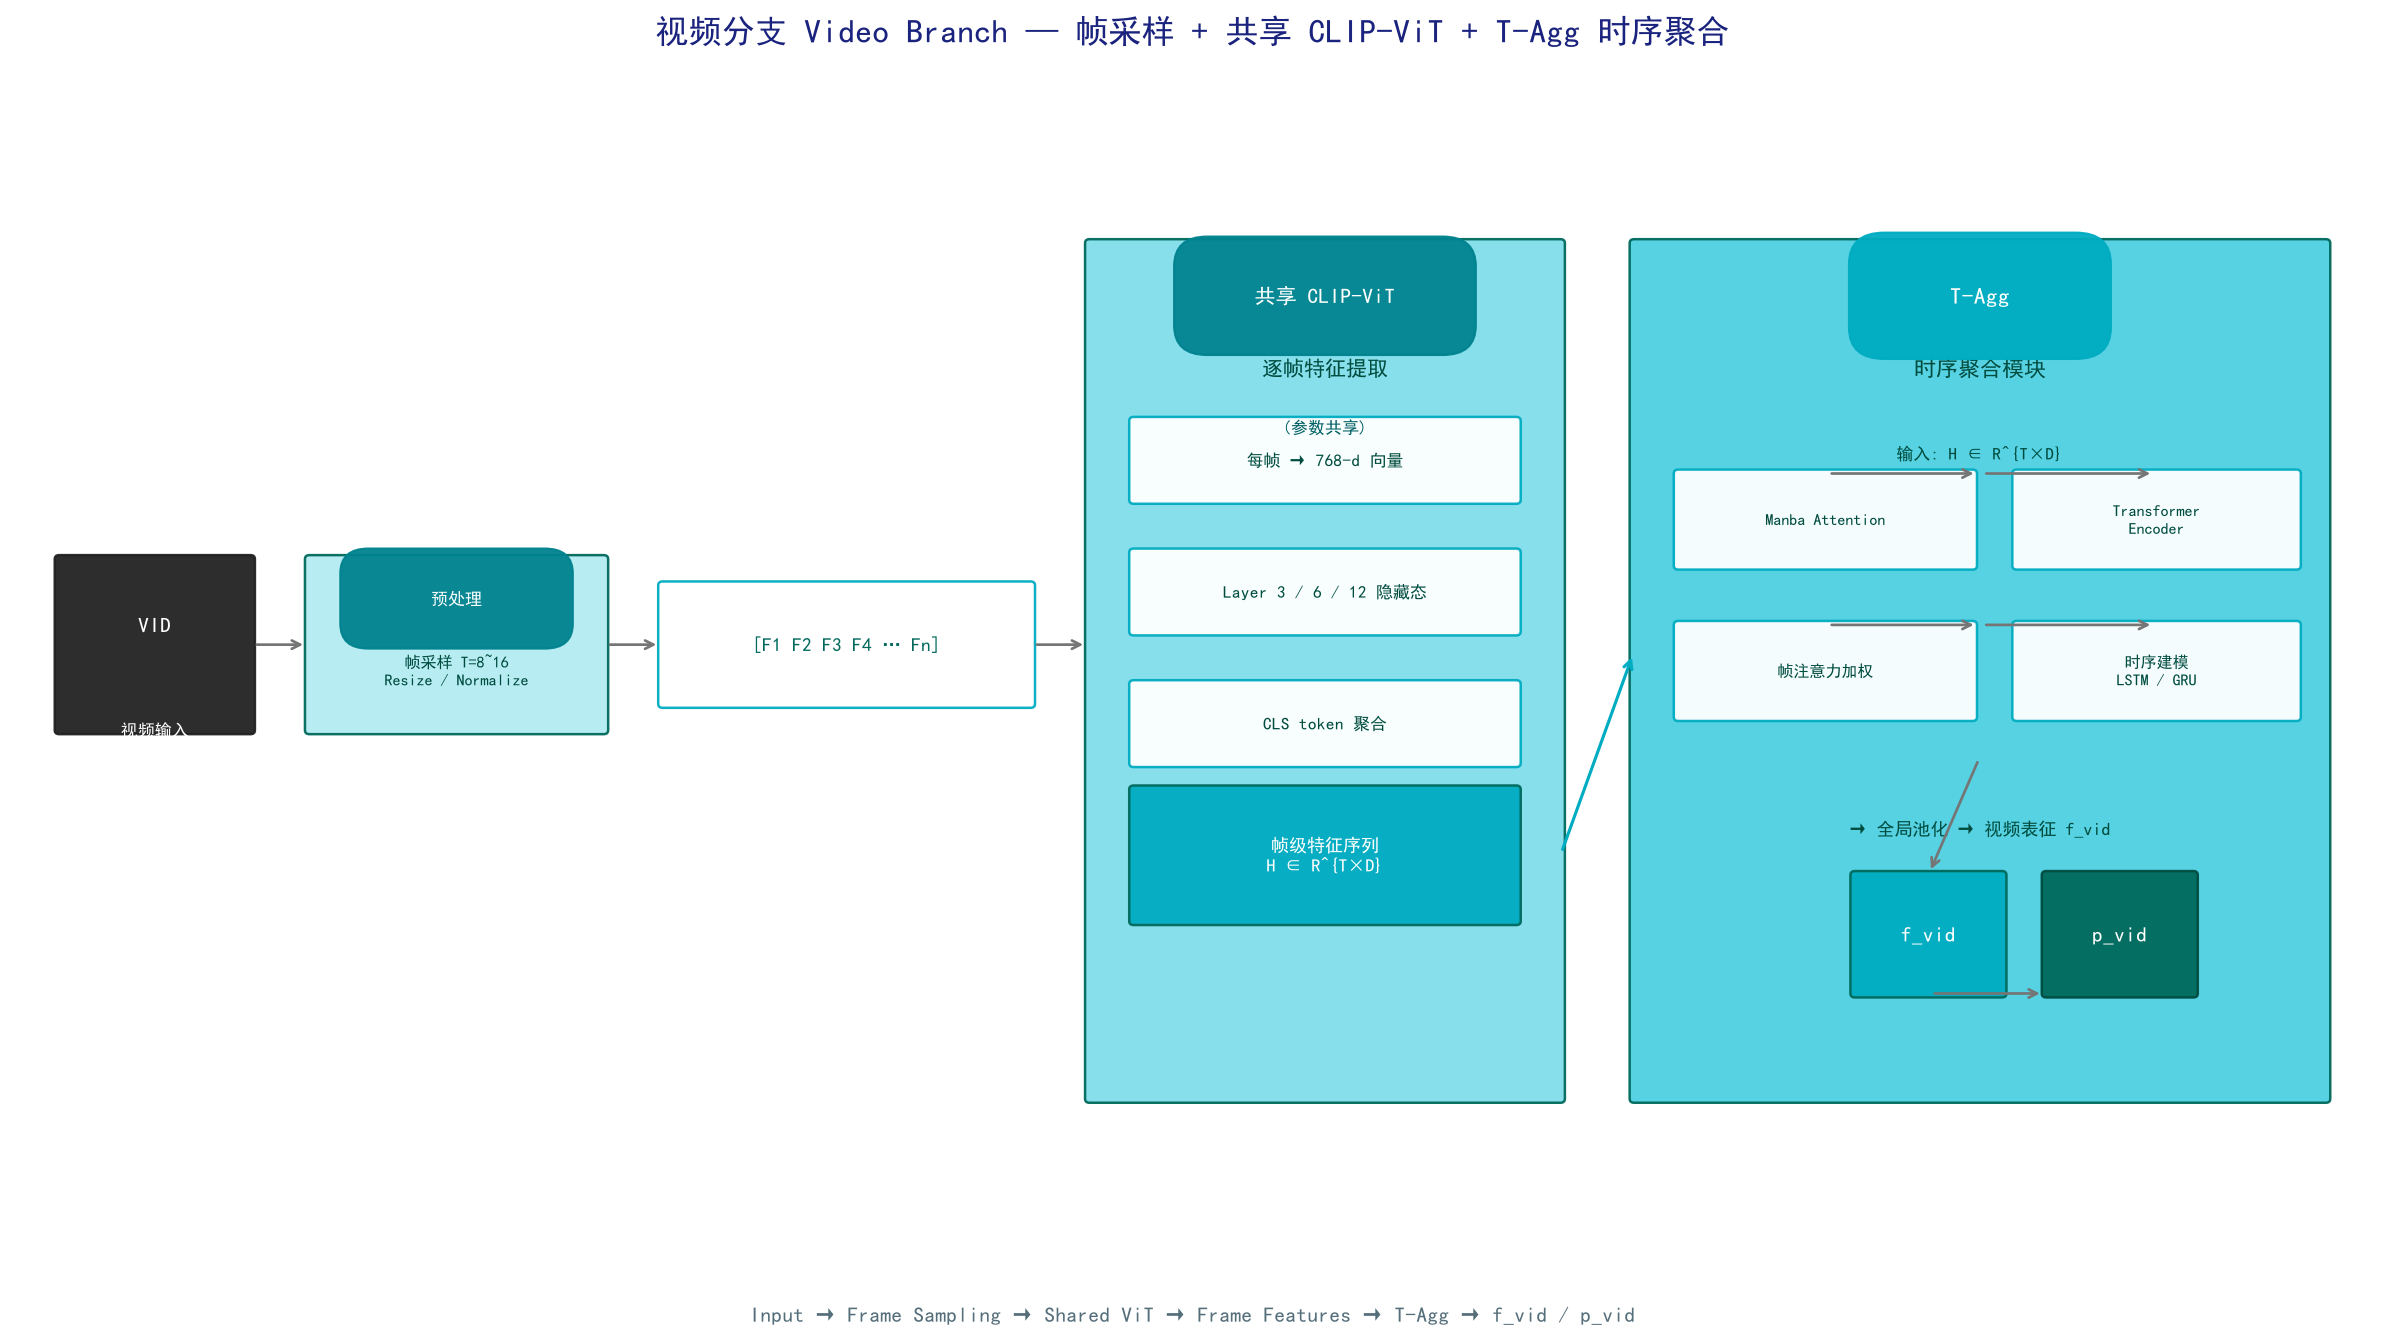 视频分支 Video Branch —— 帧采样 + 共享 CLIP-ViT + T-Agg 时序聚合
VID
视频输入
预处理
帧采样 T=8~16
Resize / Normalize
[F1 F2 F3 F4 … Fn]
共享 CLIP-ViT
逐帧特征提取
(参数共享)
每帧 → 768-d 向量
Layer 3 / 6 / 12 隐藏态
CLS token 聚合
帧级特征序列
H ∈ R^{T×D}
T-Agg
时序聚合模块
输入: H ∈ R^{T×D}
Manba Attention
Transformer
Encoder
帧注意力加权
时序建模
LSTM / GRU
→ 全局池化 → 视频表征 f_vid
f_vid
p_vid
Input → Frame Sampling → Shared ViT → Frame Features → T-Agg → f_vid / p_vid